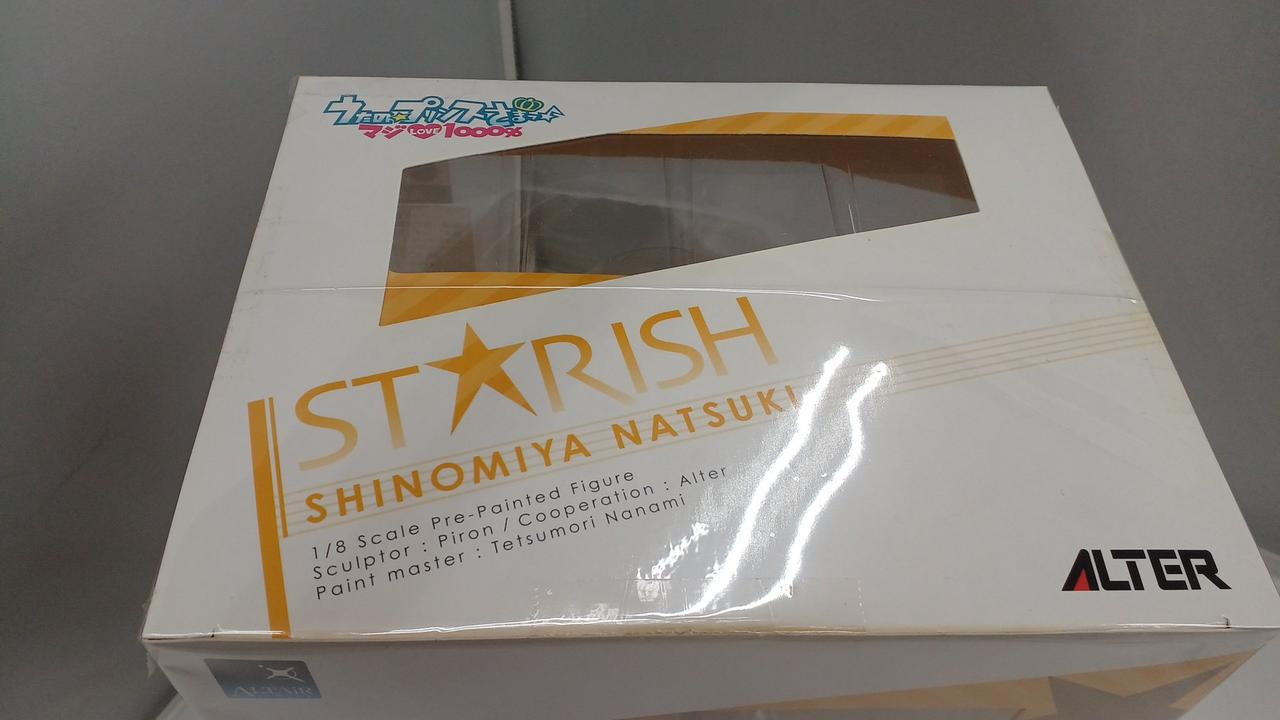 うたの☆プリンスさまっ♪
マジLOVE1000%
ST★RISH
SHINOMIYA NATSUKI
1/8 Scale Pre-Painted Figure
Sculptor : Piron / Cooperation : Alter
Paint master : Tetsumori Nanami
ALTER
ALTAiR